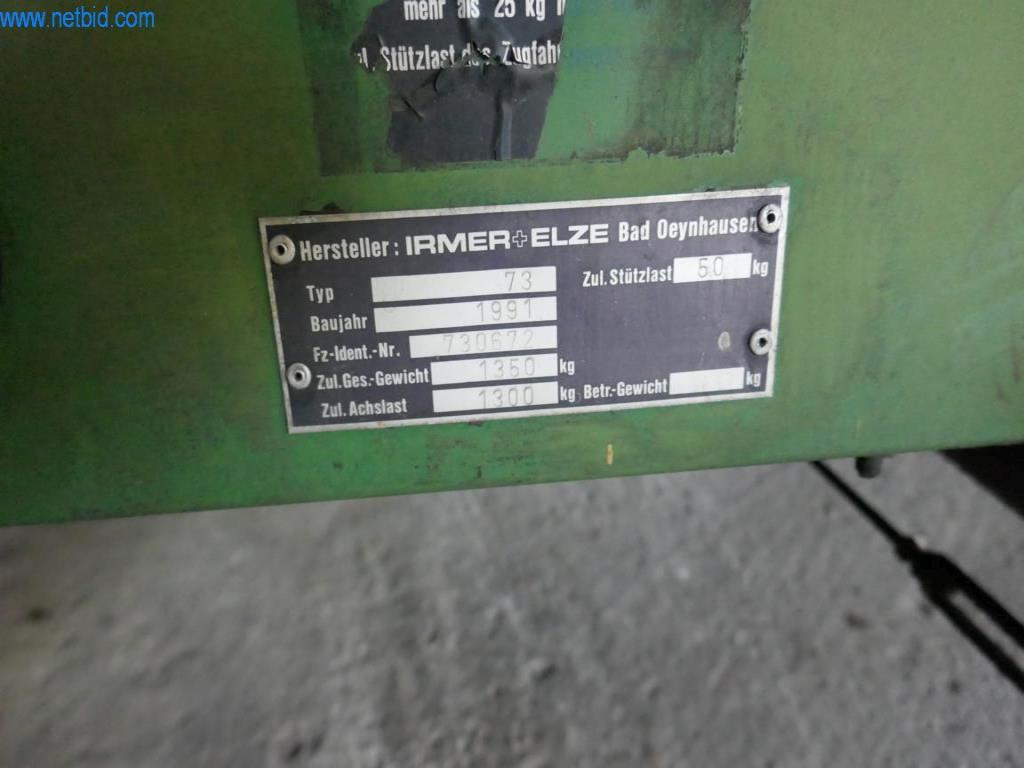 www.netbid.com
mehr als 25 kg
Stützlast des Zugfah
Hersteller: IRMER+ELZE Bad Oeynhausen
Typ 73 Zul. Stützlast 50 kg
Baujahr 1991
Fz-Ident.-Nr. 730672
Zul. Ges.-Gewicht 1350 kg
Zul. Achslast 1300 kg Betr.-Gewicht kg